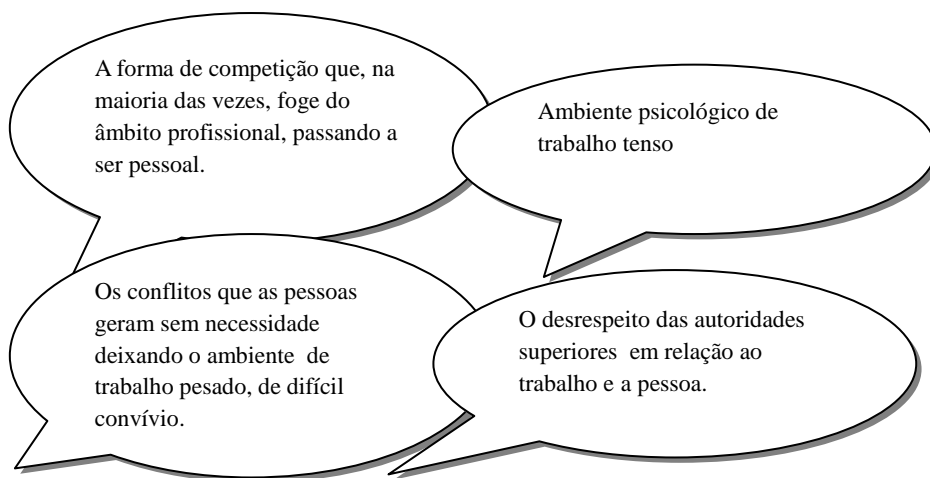 A forma de competição que, na
maioria das vezes, foge do
âmbito profissional, passando a
ser pessoal.
Ambiente psicológico de
trabalho tenso
Os conflitos que as pessoas
geram sem necessidade
deixando o ambiente  de
trabalho pesado, de difícil
convívio.
O desrespeito das autoridades
superiores  em relação ao
trabalho e a pessoa.